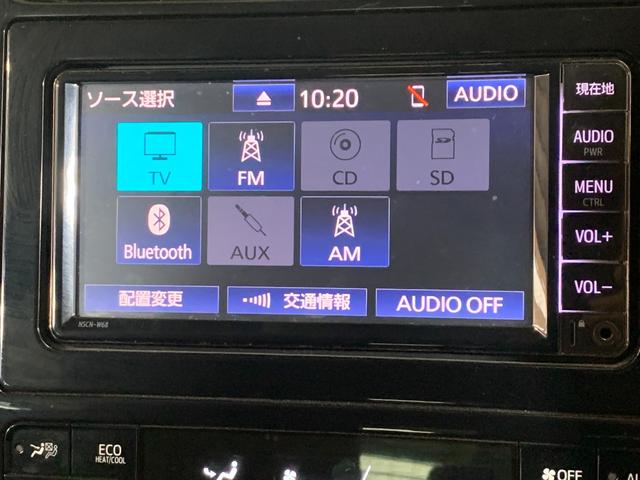 ソース選択
10:20
AUDIO
現在地
TV
FM
CD
SD
AUDIO
PWR
MENU
CTRL
Bluetooth
AUX
AM
VOL+
配置変更
交通情報
AUDIO OFF
VOL-
NSCN-W68
ECO
HEAT/COOL
OFF